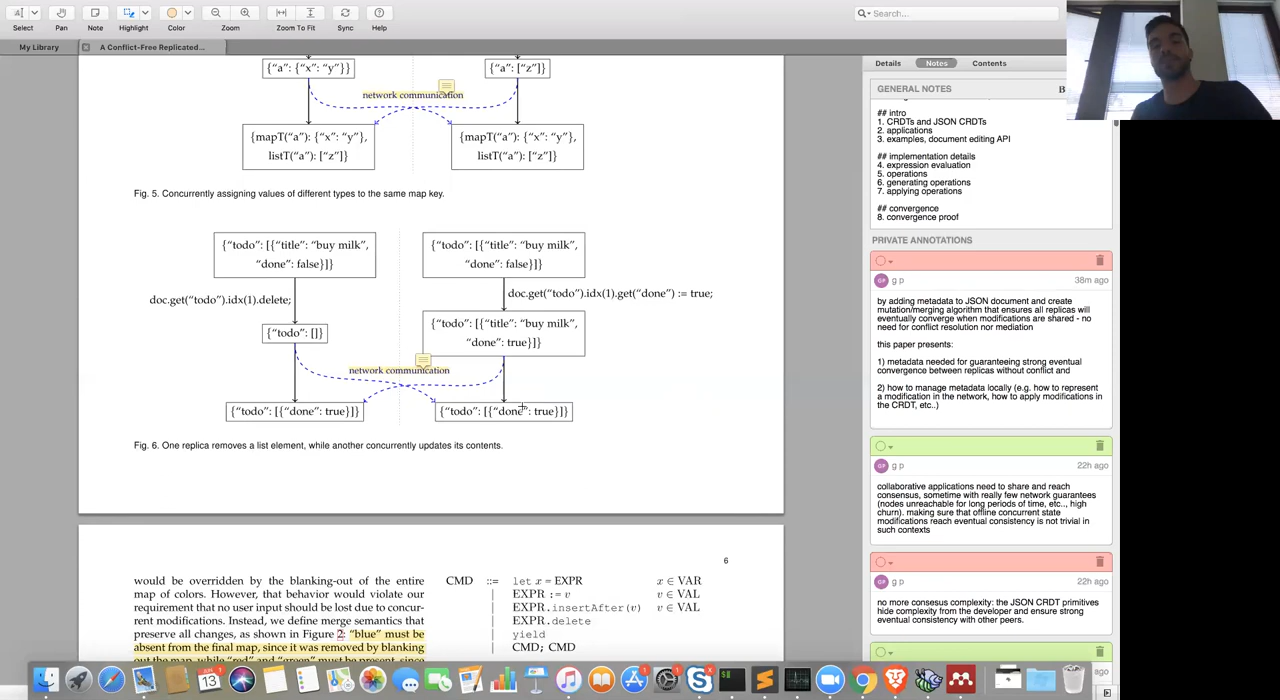 Search...
Select
Pan
Note
Highlight
Color
Zoom
Zoom To Fit
Sync
Help
My Library
A Conflict-Free Replicated...
{“a”: {“x”: “y”}}
{“a”: [“z”]}
network communication
{mapT(“a”): {“x”: “y”},
listT(“a”): [“z”]}
{mapT(“a”): {“x”: “y”},
listT(“a”): [“z”]}
Fig. 5. Concurrently assigning values of different types to the same map key.
{“todo”: [{“title”: “buy milk”,
“done”: false}]}
{“todo”: [{“title”: “buy milk”,
“done”: false}]}
doc.get(“todo”).idx(1).delete;
doc.get(“todo”).idx(1).get(“done”) := true;
{“todo”: []}
{“todo”: [{“title”: “buy milk”,
“done”: true}]}
network communication
{“todo”: [{“done”: true}]}
{“todo”: [{“done”: true}]}
Fig. 6. One replica removes a list element, while another concurrently updates its contents.
6
would be overridden by the blanking-out of the entire
map of colors. However, that behavior would violate our
requirement that no user input should be lost due to concur-
rent modifications. Instead, we define merge semantics that
preserve all changes, as shown in Figure 2: “blue” must be
absent from the final map, since it was removed by blanking
CMD ::= let x = EXPR x ∈ VAR
| EXPR := v v ∈ VAL
| EXPR.insertAfter(v) v ∈ VAL
| EXPR.delete
| yield
| CMD; CMD
Details
Notes
Contents
GENERAL NOTES
B
## intro
1. CRDTs and JSON CRDTs
2. applications
3. examples, document editing API
## implementation details
4. expression evaluation
5. operations
6. generating operations
7. applying operations
## convergence
8. convergence proof
PRIVATE ANNOTATIONS
GP
g p
38m ago
by adding metadata to JSON document and create
mutation/merging algorithm that ensures all replicas will
eventually converge when modifications are shared - no
need for conflict resolution nor mediation
this paper presents:
1) metadata needed for guaranteeing strong eventual
convergence between replicas without conflict and
2) how to manage metadata locally (e.g. how to represent
a modification in the network, how to apply modifications in
the CRDT, etc..)
GP
g p
22h ago
collaborative applications need to share and reach
consensus, sometime with really few network guarantees
(nodes unreachable for long periods of time, etc.., high
churn). making sure that offline concurrent state
modifications reach eventual consistency is not trivial in
such contexts
GP
g p
22h ago
no more consesus complexity: the JSON CRDT primitives
hide complexity from the developer and ensure strong
eventual consistency with other peers.
ago
13